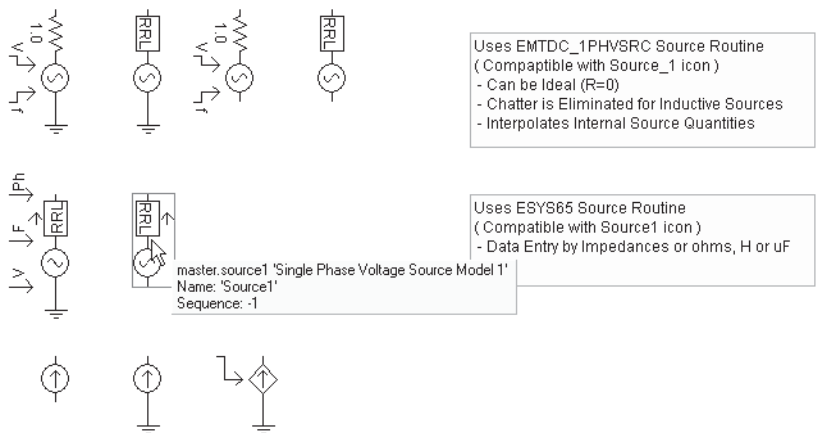 1.0
V
f
RRL
1.0
V
f
RRL
Uses EMTDC_1PHVSRC Source Routine
( Compaptible with Source_1 icon )
- Can be Ideal (R=0)
- Chatter is Eliminated for Inductive Sources
- Interpolates Internal Source Quantities
Ph
F
V
RRL
RRL
Uses ESYS65 Source Routine
( Compatible with Source1 icon )
- Data Entry by Impedances or ohms, H or uF
master.source1 'Single Phase Voltage Source Model 1'
Name: 'Source1'
Sequence: -1